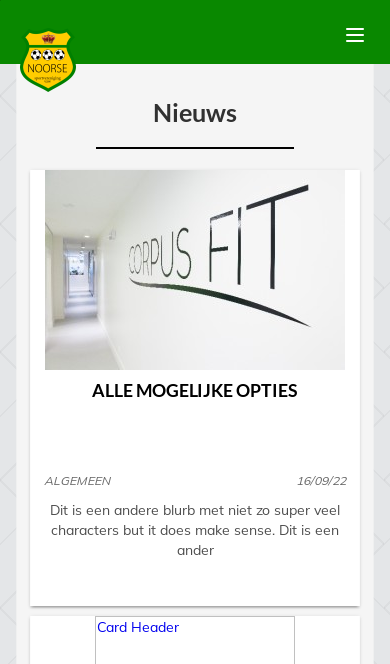 NOORSE
Nieuws
CORPUS FIT
ALLE MOGELIJKE OPTIES
ALGEMEEN 16/09/22
Dit is een andere blurb met niet zo super veel
characters but it does make sense. Dit is een
ander
Card Header